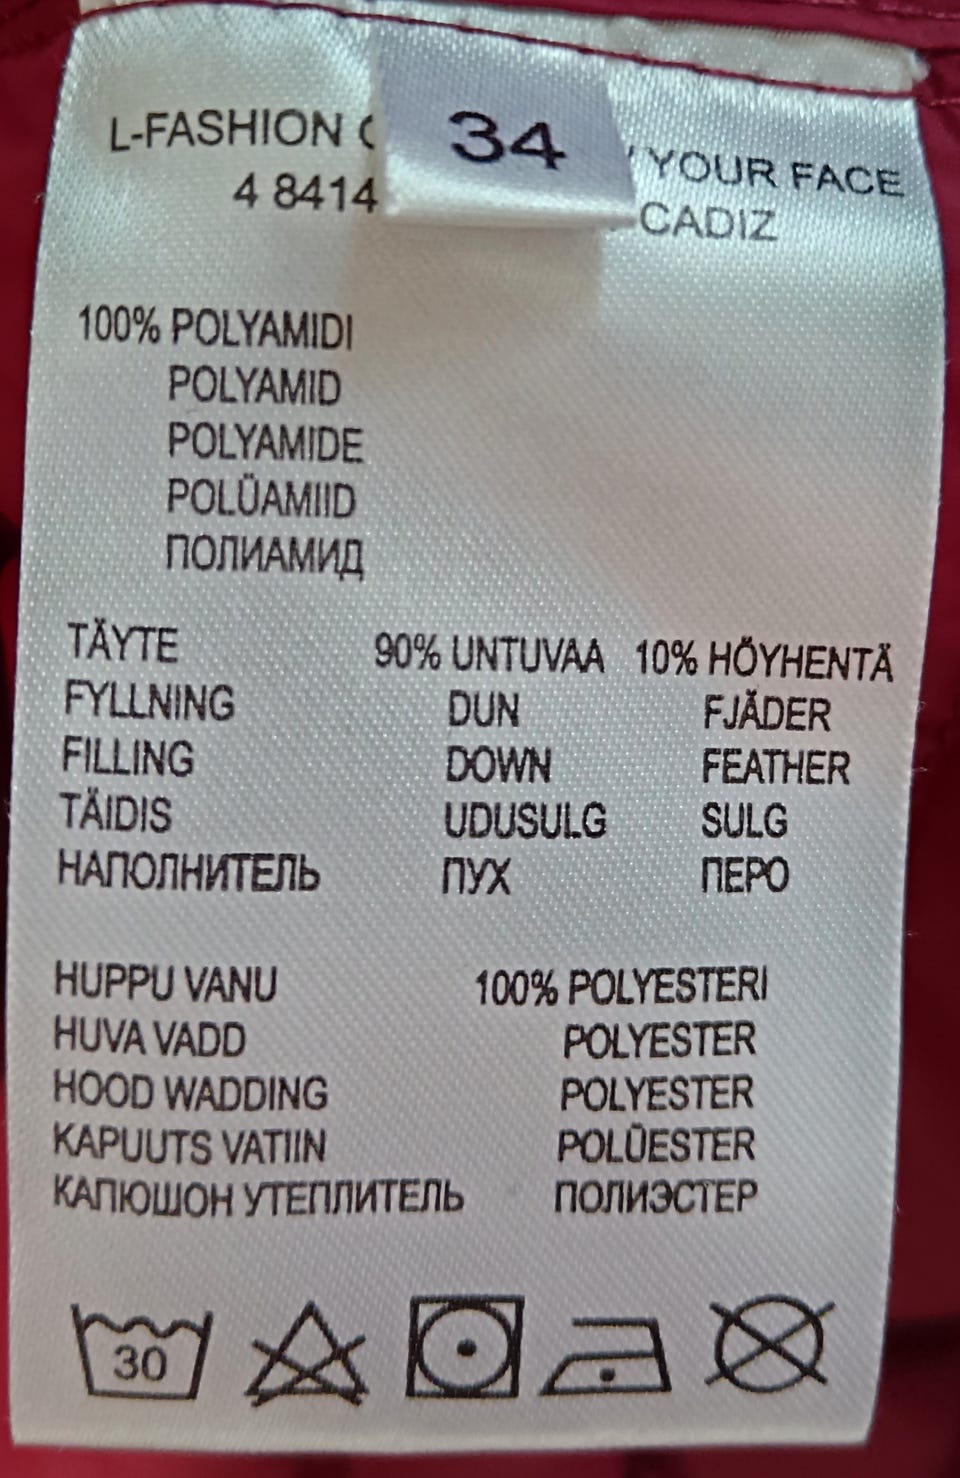 L-FASHION
34
YOUR FACE
4 8414
CADIZ
100% POLYAMIDI
POLYAMID
POLYAMIDE
POLÜAMIID
ПОЛИАМИД
TÄYTE 90% UNTUVAA 10% HÖYHENTÄ
FYLLNING DUN FJÄDER
FILLING DOWN FEATHER
TÄIDIS UDUSULG SULG
НАПОЛНИТЕЛЬ ПУХ ПЕРО
HUPPU VANU 100% POLYESTERI
HUVA VADD POLYESTER
HOOD WADDING POLYESTER
KAPUUTS VATIIN POLÜESTER
КАПЮШОН УТЕПЛИТЕЛЬ ПОЛИЭСТЕР
30